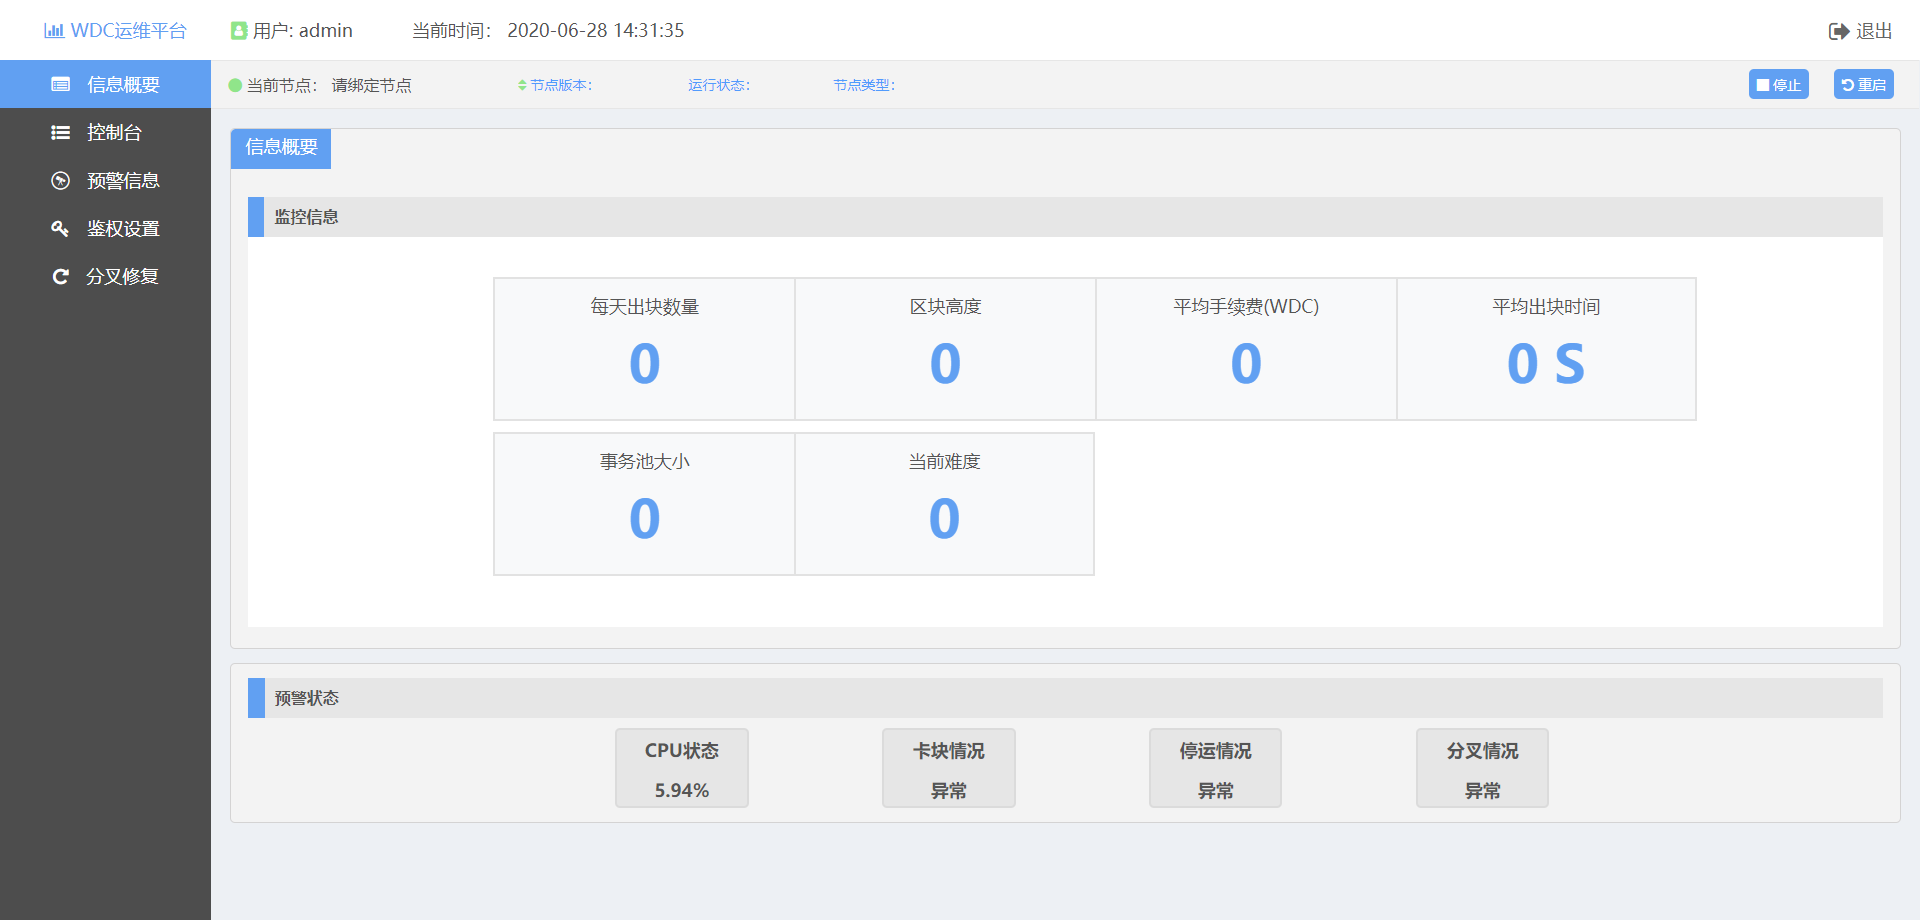 WDC运维平台 用户: admin 当前时间： 2020-06-28 14:31:35 退出
信息概要
控制台
预警信息
鉴权设置
分叉修复
当前节点： 请绑定节点 节点版本： 运行状态： 节点类型： 停止 重启
信息概要
监控信息
每天出块数量 区块高度 平均手续费(WDC) 平均出块时间
0 0 0 0 S
事务池大小 当前难度
0 0
预警状态
CPU状态 卡块情况 停运情况 分叉情况
5.94% 异常 异常 异常